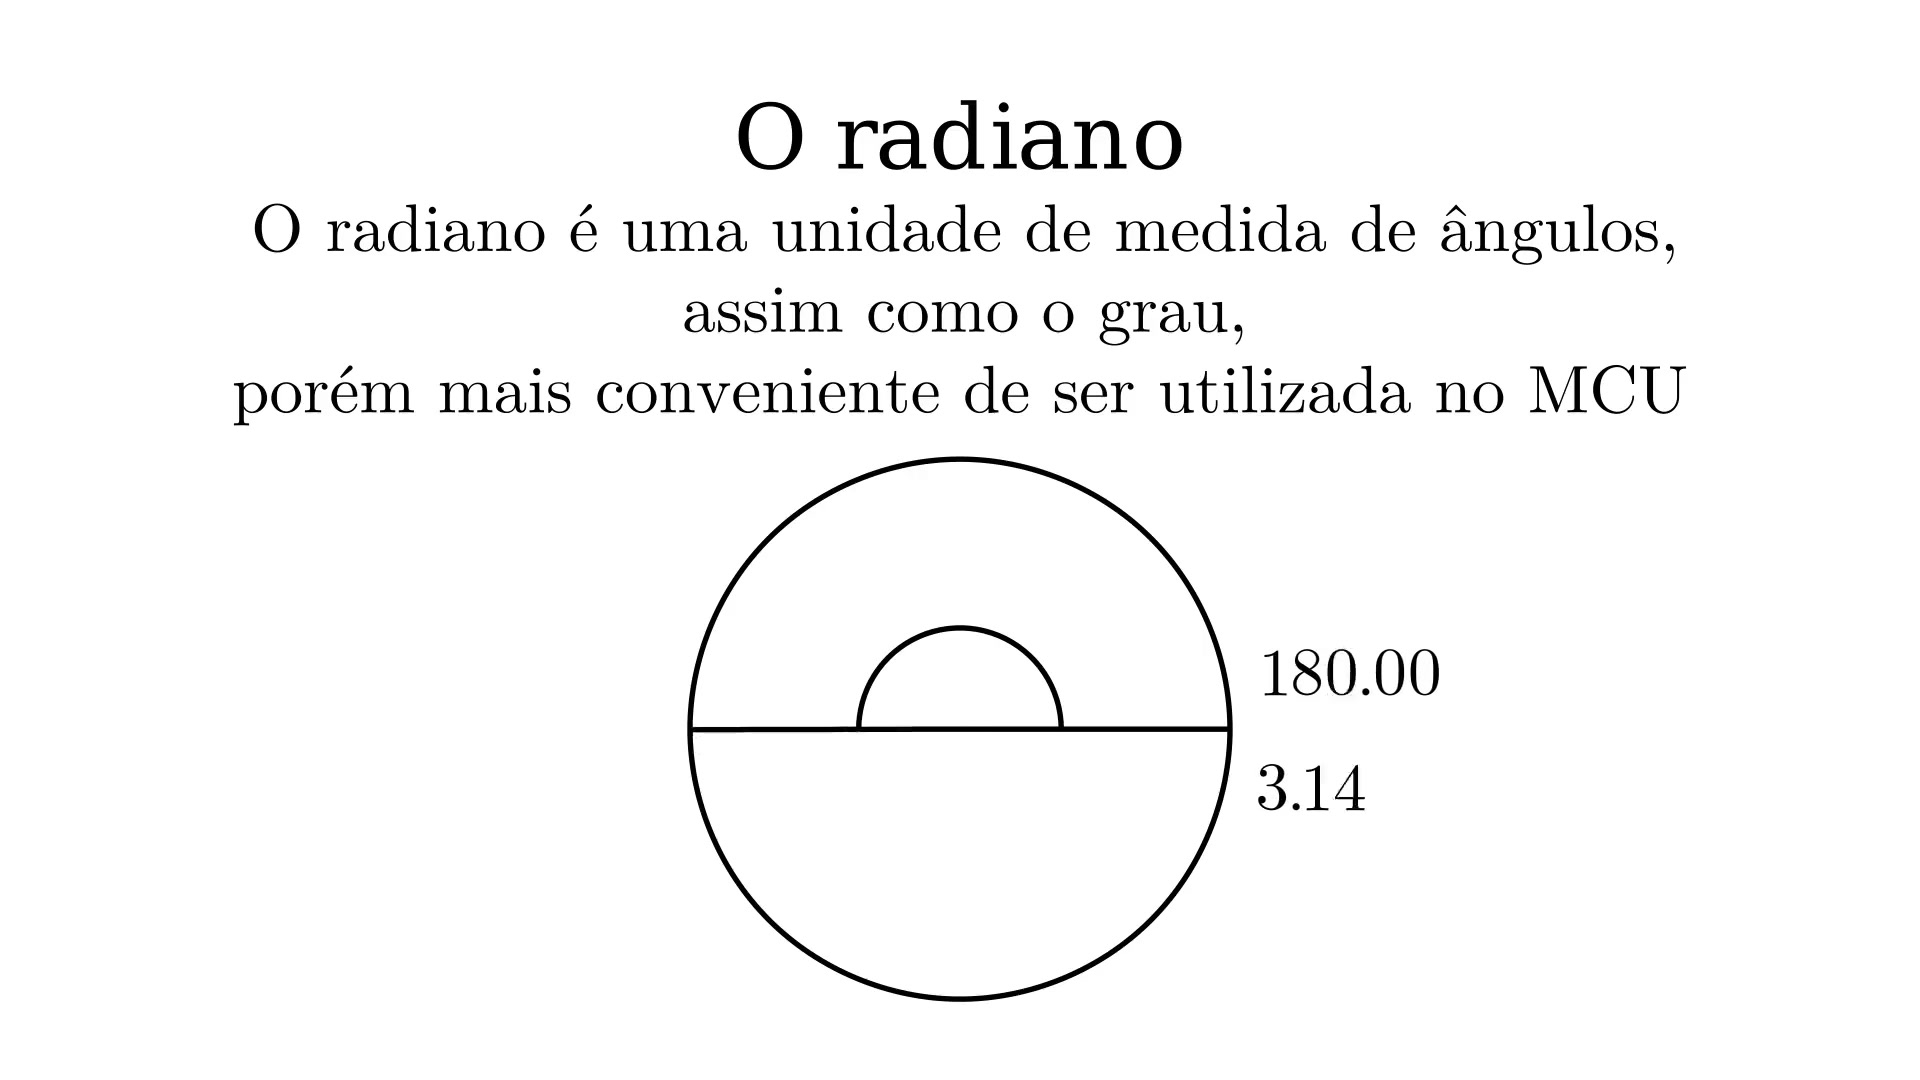 O radiano
O radiano é uma unidade de medida de ângulos,
assim como o grau,
porém mais conveniente de ser utilizada no MCU
180.00
3.14